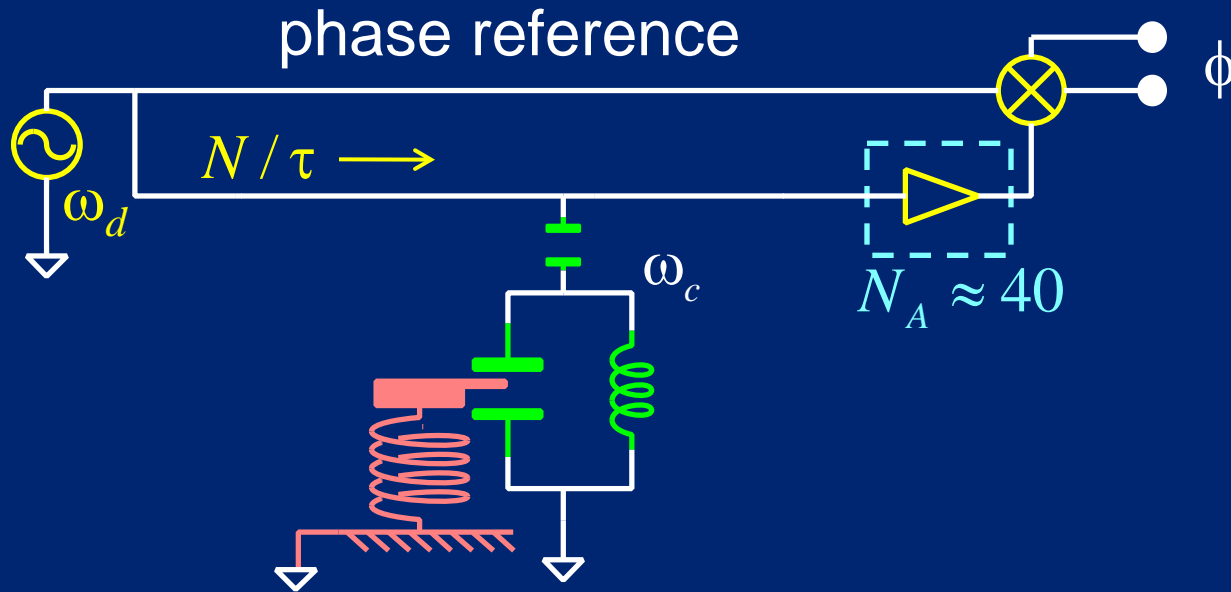 phase reference
ϕ
N / τ
ω_d
ω_c
N_A ≈ 40